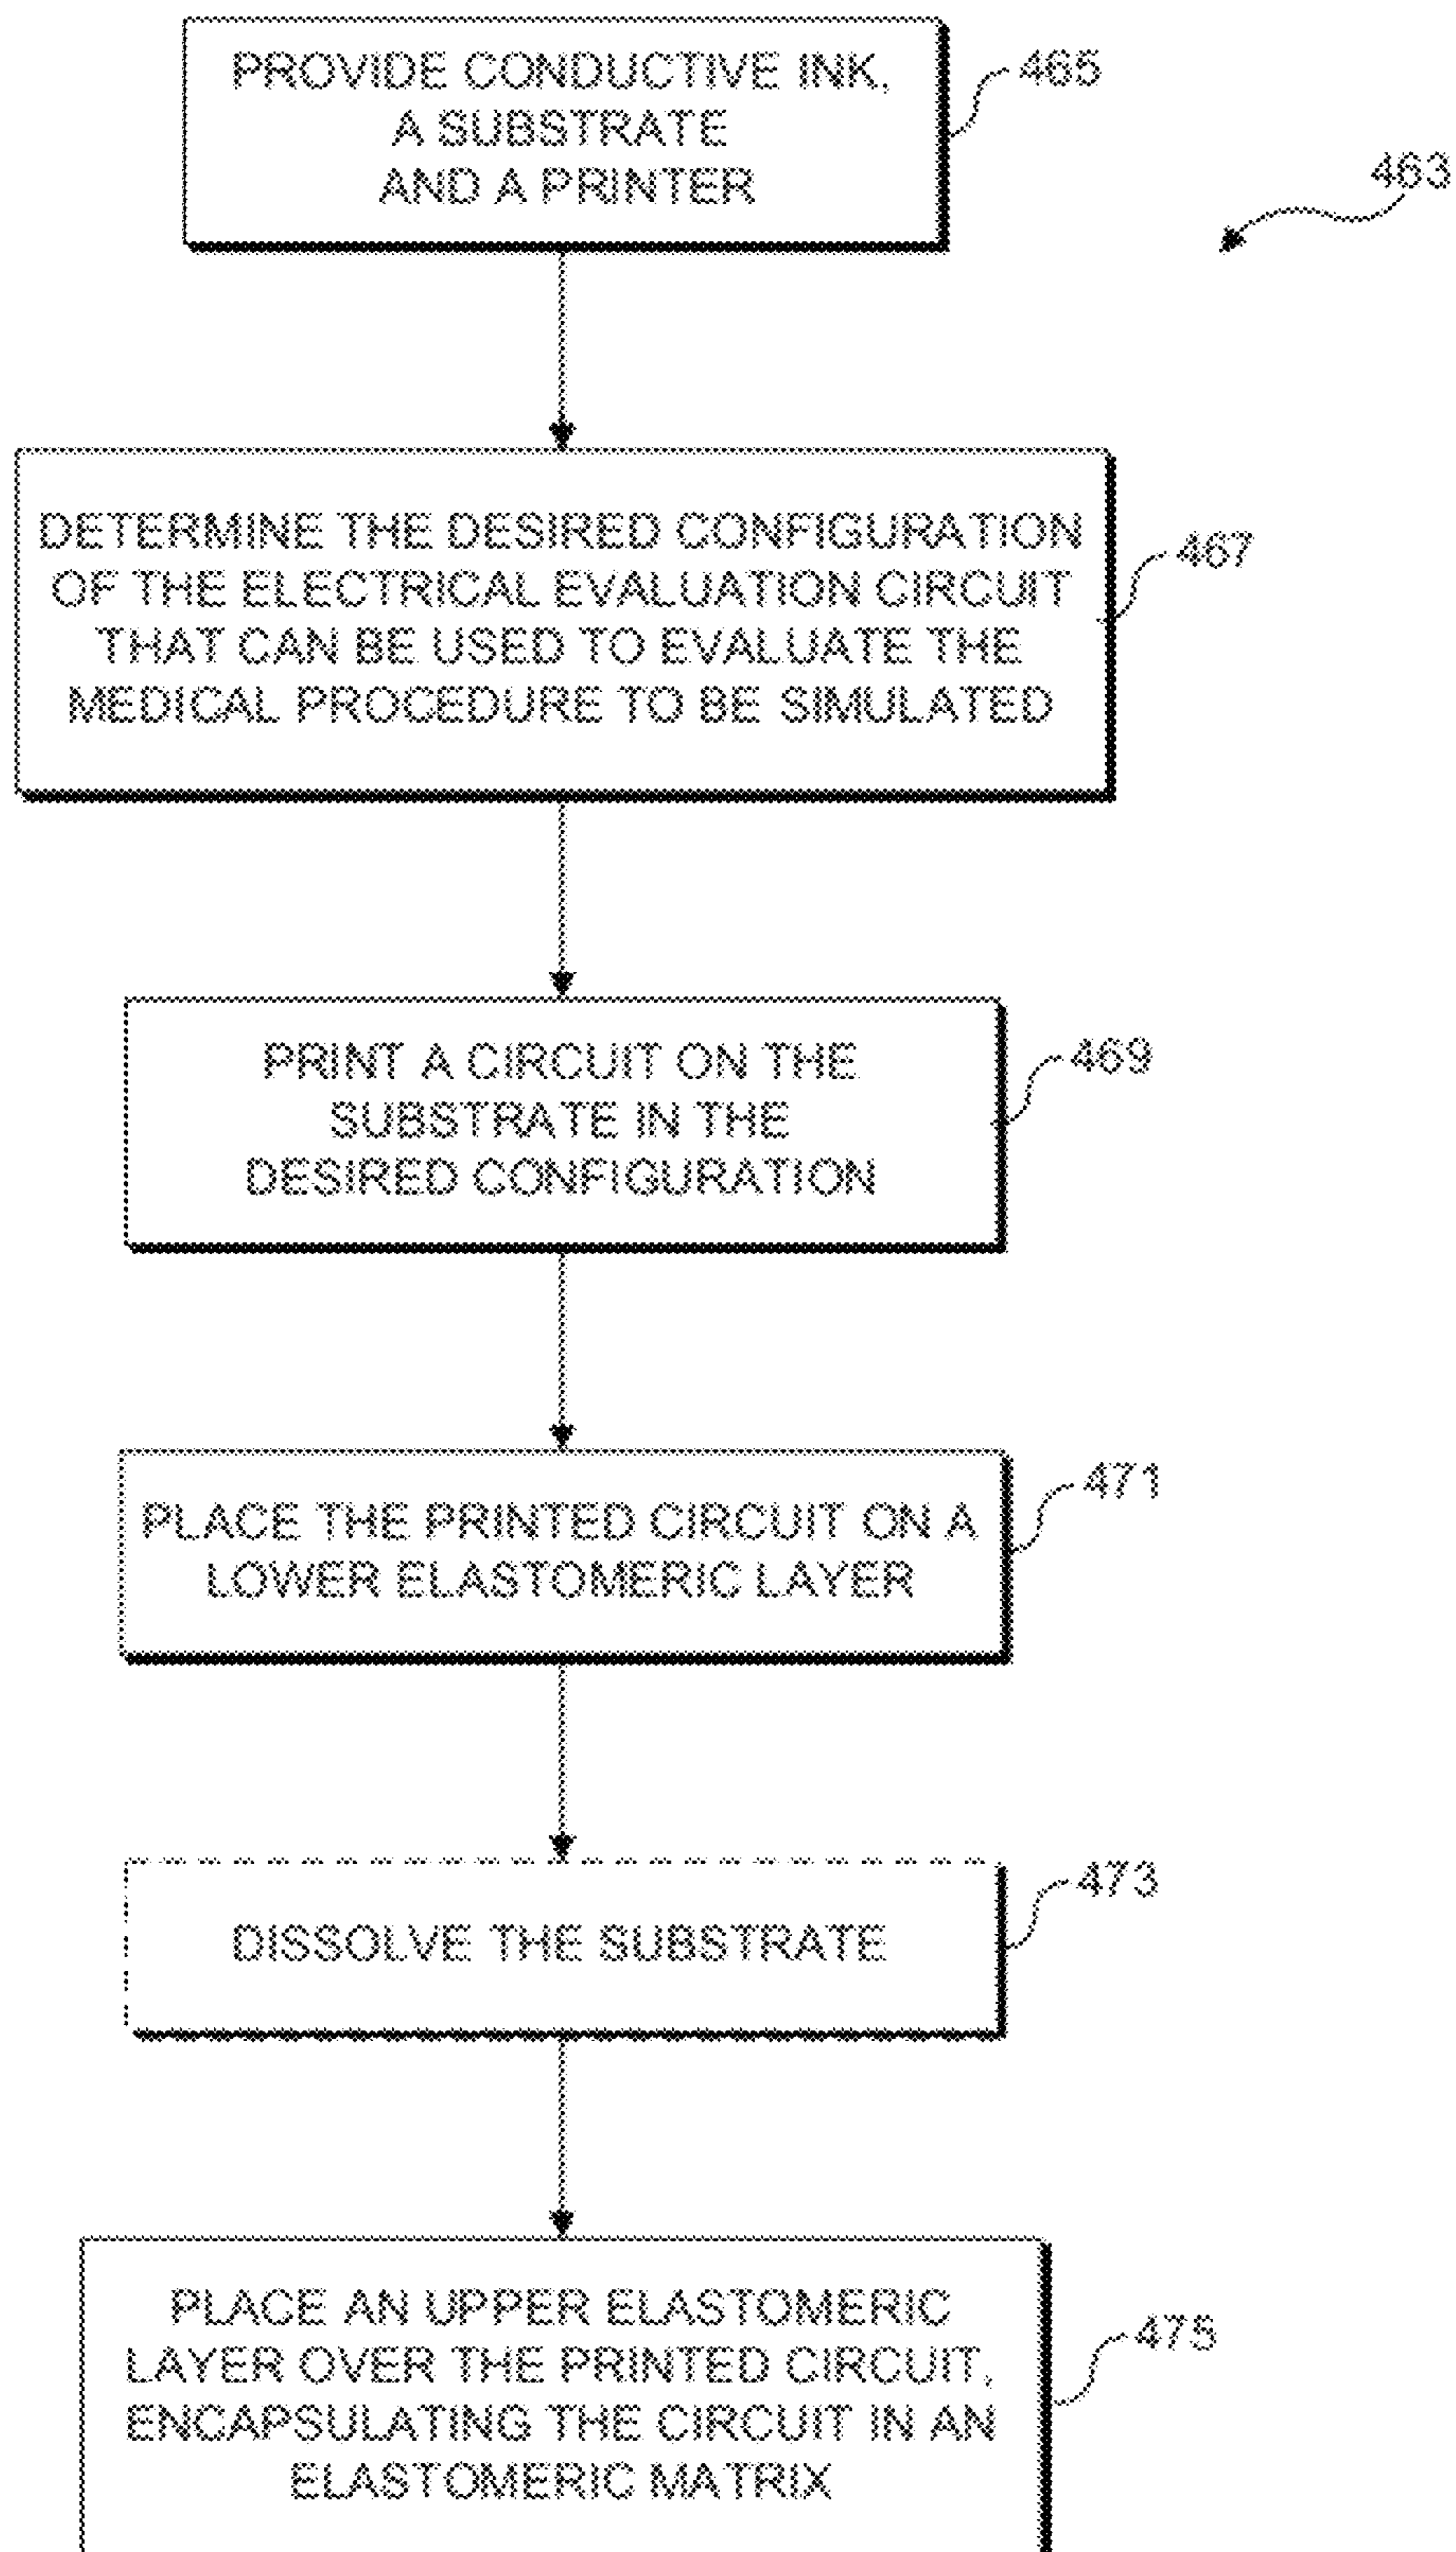 PROVIDE CONDUCTIVE INK,
A SUBSTRATE
AND A PRINTER
465
463
DETERMINE THE DESIRED CONFIGURATION
OF THE ELECTRICAL EVALUATION CIRCUIT
THAT CAN BE USED TO EVALUATE THE
MEDICAL PROCEDURE TO BE SIMULATED
467
PRINT A CIRCUIT ON THE
SUBSTRATE IN THE
DESIRED CONFIGURATION
469
PLACE THE PRINTED CIRCUIT ON A
LOWER ELASTOMERIC LAYER
471
DISSOLVE THE SUBSTRATE
473
PLACE AN UPPER ELASTOMERIC
LAYER OVER THE PRINTED CIRCUIT,
ENCAPSULATING THE CIRCUIT IN AN
ELASTOMERIC MATRIX
475